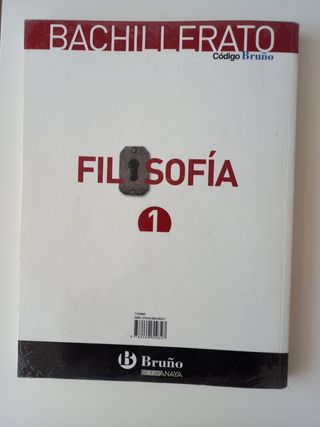 BACHILLERATO
Código Bruño
FILOSOFÍA
1
Bruño
GRUPO ANAYA